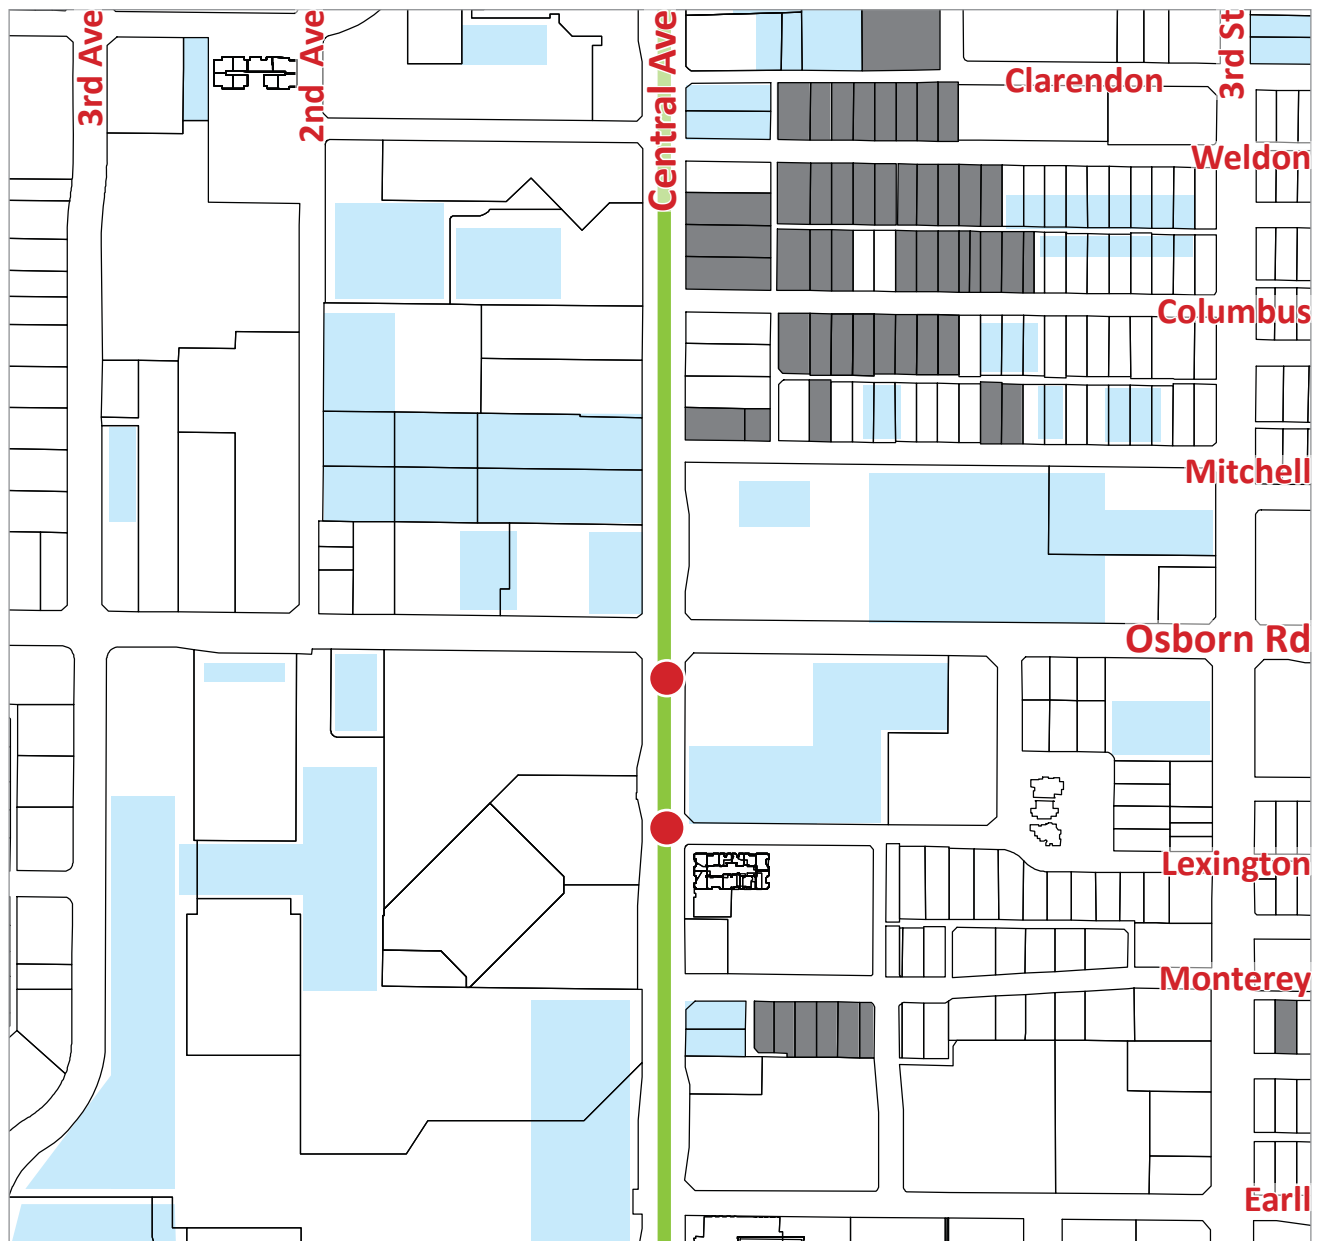 3rd Ave
2nd Ave
Central Ave
3rd St
Clarendon
Weldon
Columbus
Mitchell
Osborn Rd
Lexington
Monterey
Earll